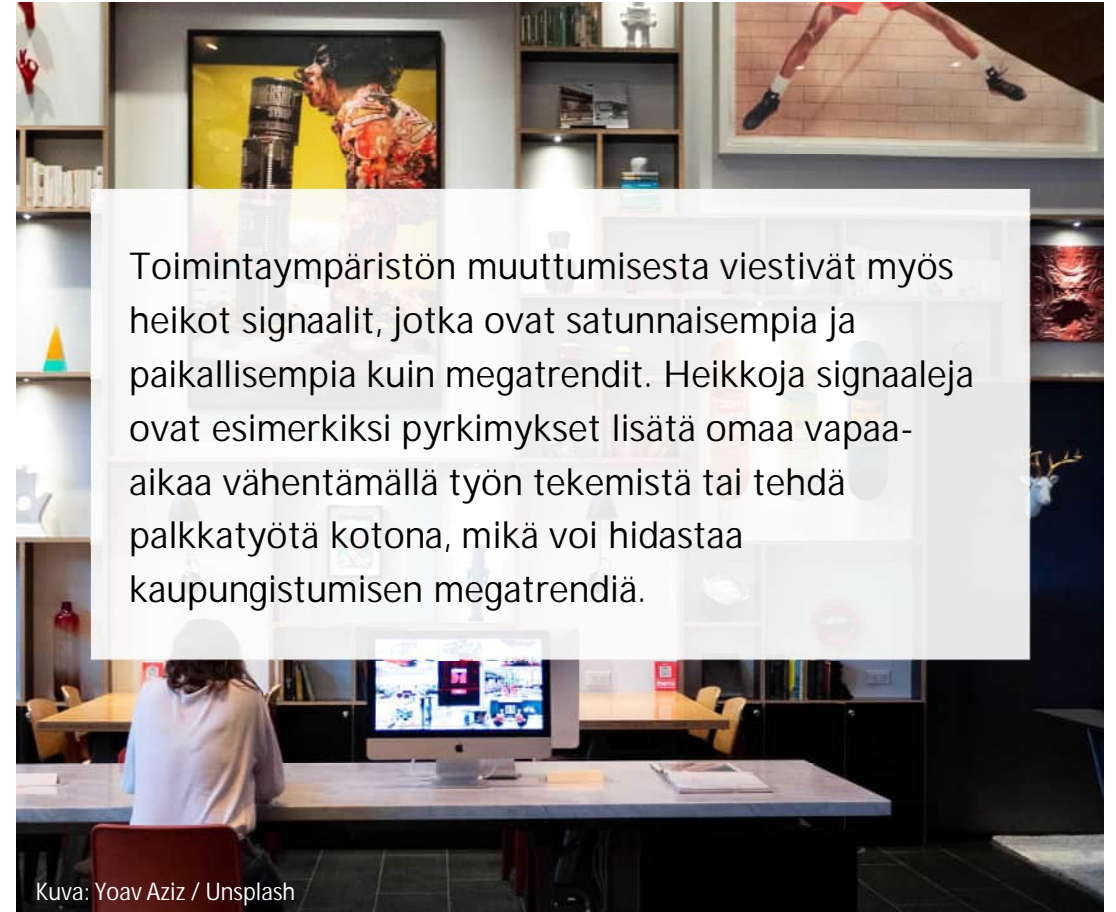 Toimintaympäristön muuttumisesta viestivät myös
heikot signaalit, jotka ovat satunnaisempia ja
paikallisempia kuin megatrendit. Heikkoja signaaleja
ovat esimerkiksi pyrkimykset lisätä omaa vapaa-
aikaa vähentämällä työn tekemistä tai tehdä
palkkatyötä kotona, mikä voi hidastaa
kaupungistumisen megatrendiä.
Kuva: Yoav Aziz / Unsplash